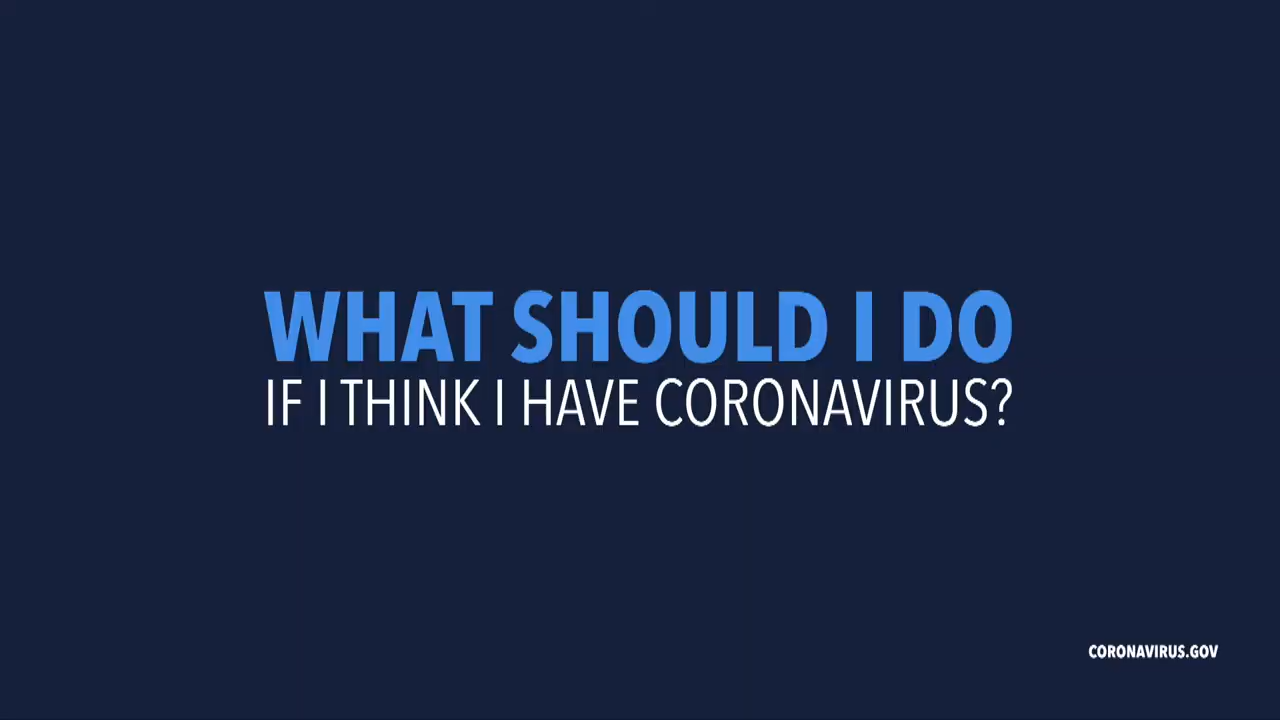 WHAT SHOULD I DO
IF I THINK I HAVE CORONAVIRUS?
CORONAVIRUS.GOV